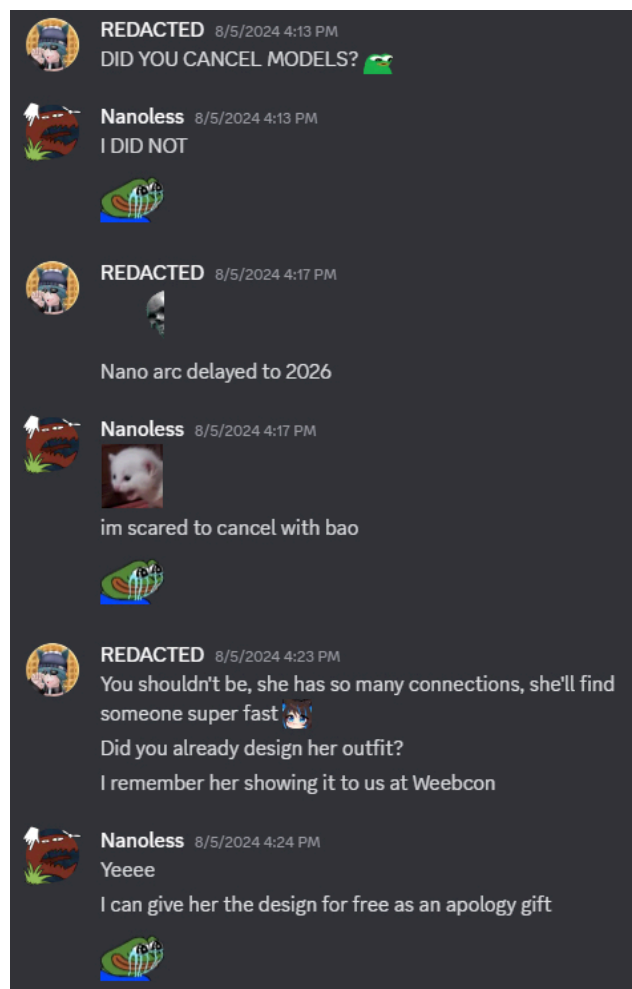 REDACTED 8/5/2024 4:13 PM
DID YOU CANCEL MODELS?
Nanoless 8/5/2024 4:13 PM
I DID NOT
REDACTED 8/5/2024 4:17 PM
Nano arc delayed to 2026
Nanoless 8/5/2024 4:17 PM
im scared to cancel with bao
REDACTED 8/5/2024 4:23 PM
You shouldn't be, she has so many connections, she'll find
someone super fast
Did you already design her outfit?
I remember her showing it to us at Weebcon
Nanoless 8/5/2024 4:24 PM
Yeeee
I can give her the design for free as an apology gift